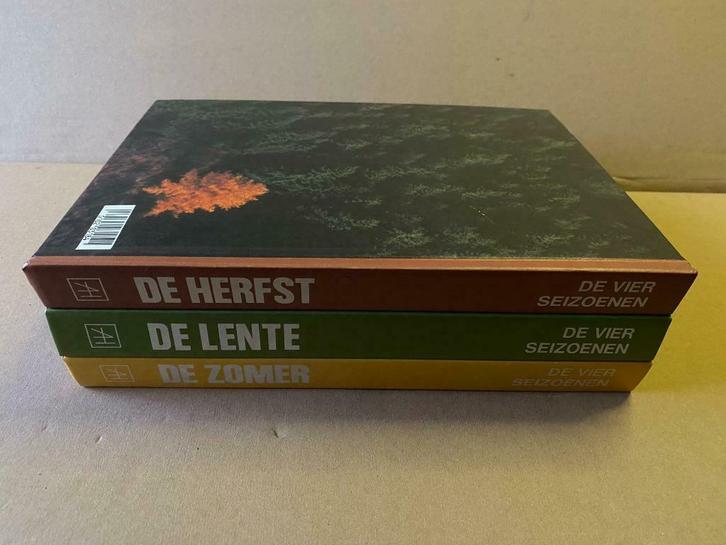 DE HERFST
DE VIER
SEIZOENEN
DE LENTE
DE VIER
SEIZOENEN
DE ZOMER
DE VIER
SEIZOENEN